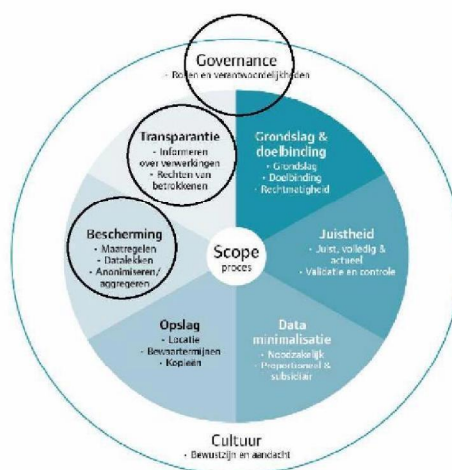 Governance
• Rollen en verantwoordelijkheden
Transparantie
• Informeren
over verwerkingen
• Rechten van
betrokkenen
Grondslag &
doelbinding
• Grondslag
• Doelbinding
• Rechtmatigheid
Bescherming
• Maatregelen
• Datalekken
• Anonimiseren/
aggregeren
Scope
proces
Juistheid
• Juist, volledig &
actueel
• Validatie en controle
Opslag
• Locatie
• Bewaartermijnen
• Kopieën
Data
minimalisatie
• Noodzakelijk
• Proportioneel &
subsidiair
Cultuur
• Bewustzijn en aandacht